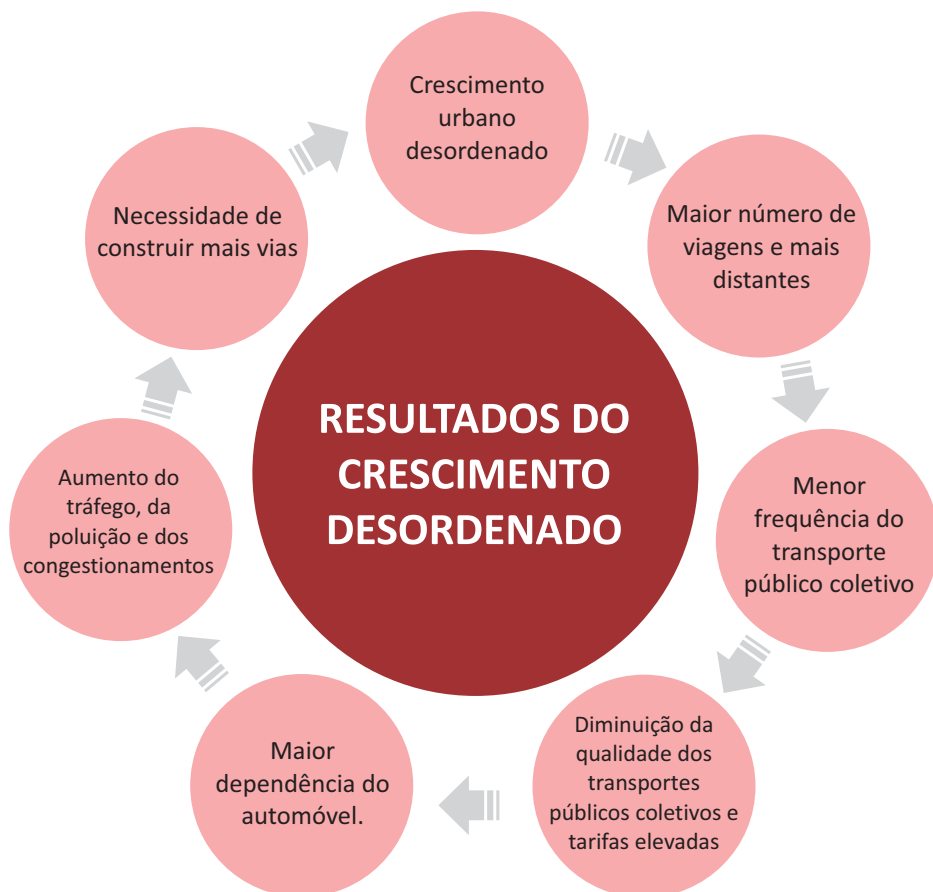 Crescimento
urbano
desordenado
Maior número de
viagens e mais
distantes
Menor
frequência do
transporte
público coletivo
Diminuição da
qualidade dos
transportes
públicos coletivos e
tarifas elevadas
Maior
dependência do
automóvel.
Aumento do
tráfego, da
poluição e dos
congestionamentos
Necessidade de
construir mais vias
RESULTADOS DO
CRESCIMENTO
DESORDENADO